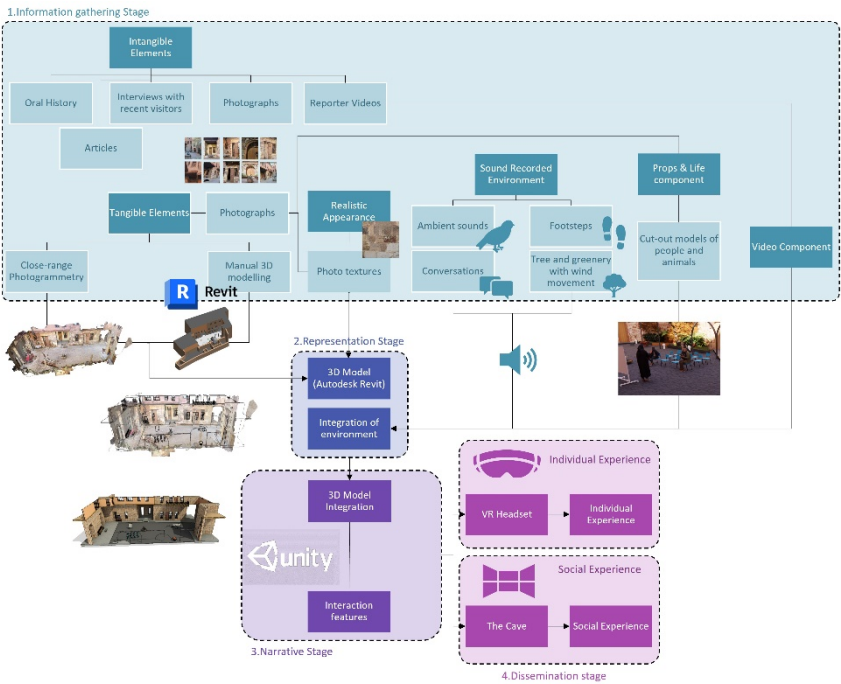 1.Information gathering Stage
Intangible
Elements
Oral History
Interviews with
recent visitors
Photographs
Reporter Videos
Articles
Sound Recorded
Environment
Props & Life
component
Tangible Elements
Photographs
Realistic
Appearance
Ambient sounds
Footsteps
Cut-out models of
people and
animals
Video Component
Close-range
Photogrammetry
Manual 3D
modelling
Photo textures
Conversations
Tree and greenery
with wind
movement
R Revit
2.Representation Stage
3D Model
(Autodesk Revit)
Integration of
environment
3D Model
Integration
unity
Interaction
features
3.Narrative Stage
Individual Experience
VR Headset
Individual
Experience
Social Experience
The Cave
Social Experience
4.Dissemination stage